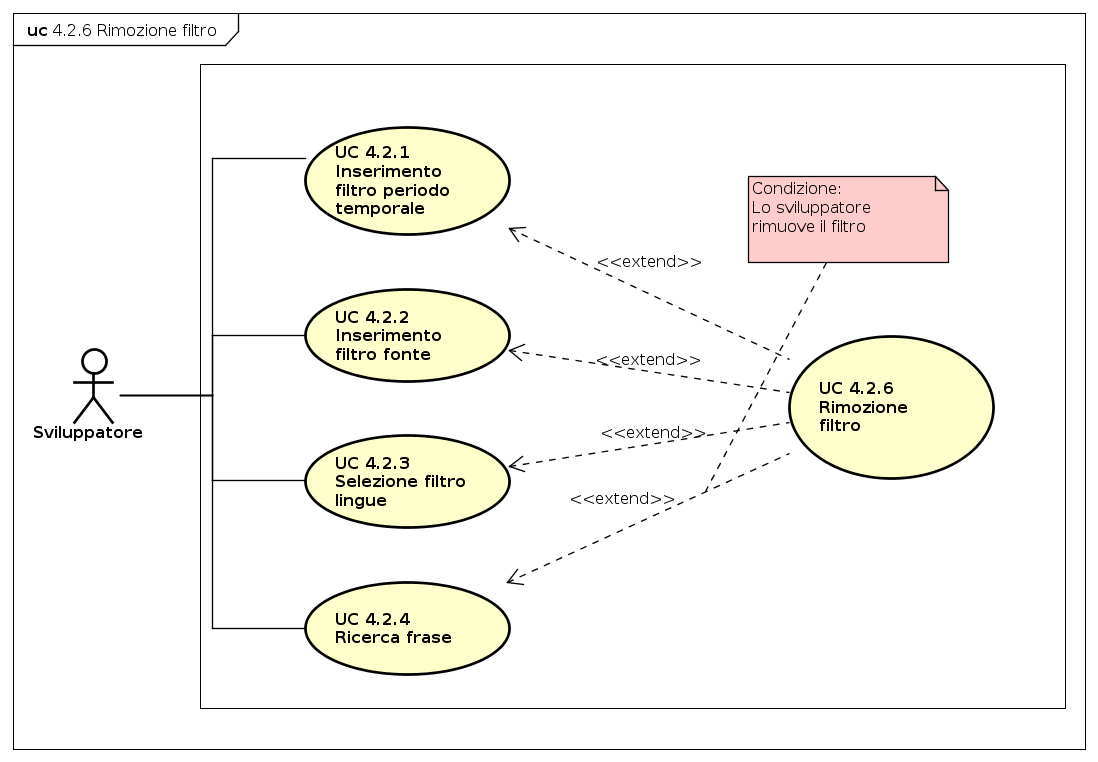 uc 4.2.6 Rimozione filtro
UC 4.2.1
Inserimento
filtro periodo
temporale
Condizione:
Lo sviluppatore
rimuove il filtro
<<extend>>
UC 4.2.2
Inserimento
filtro fonte
<<extend>>
UC 4.2.6
Rimozione
filtro
Sviluppatore
<<extend>>
UC 4.2.3
Selezione filtro
lingue
<<extend>>
UC 4.2.4
Ricerca frase